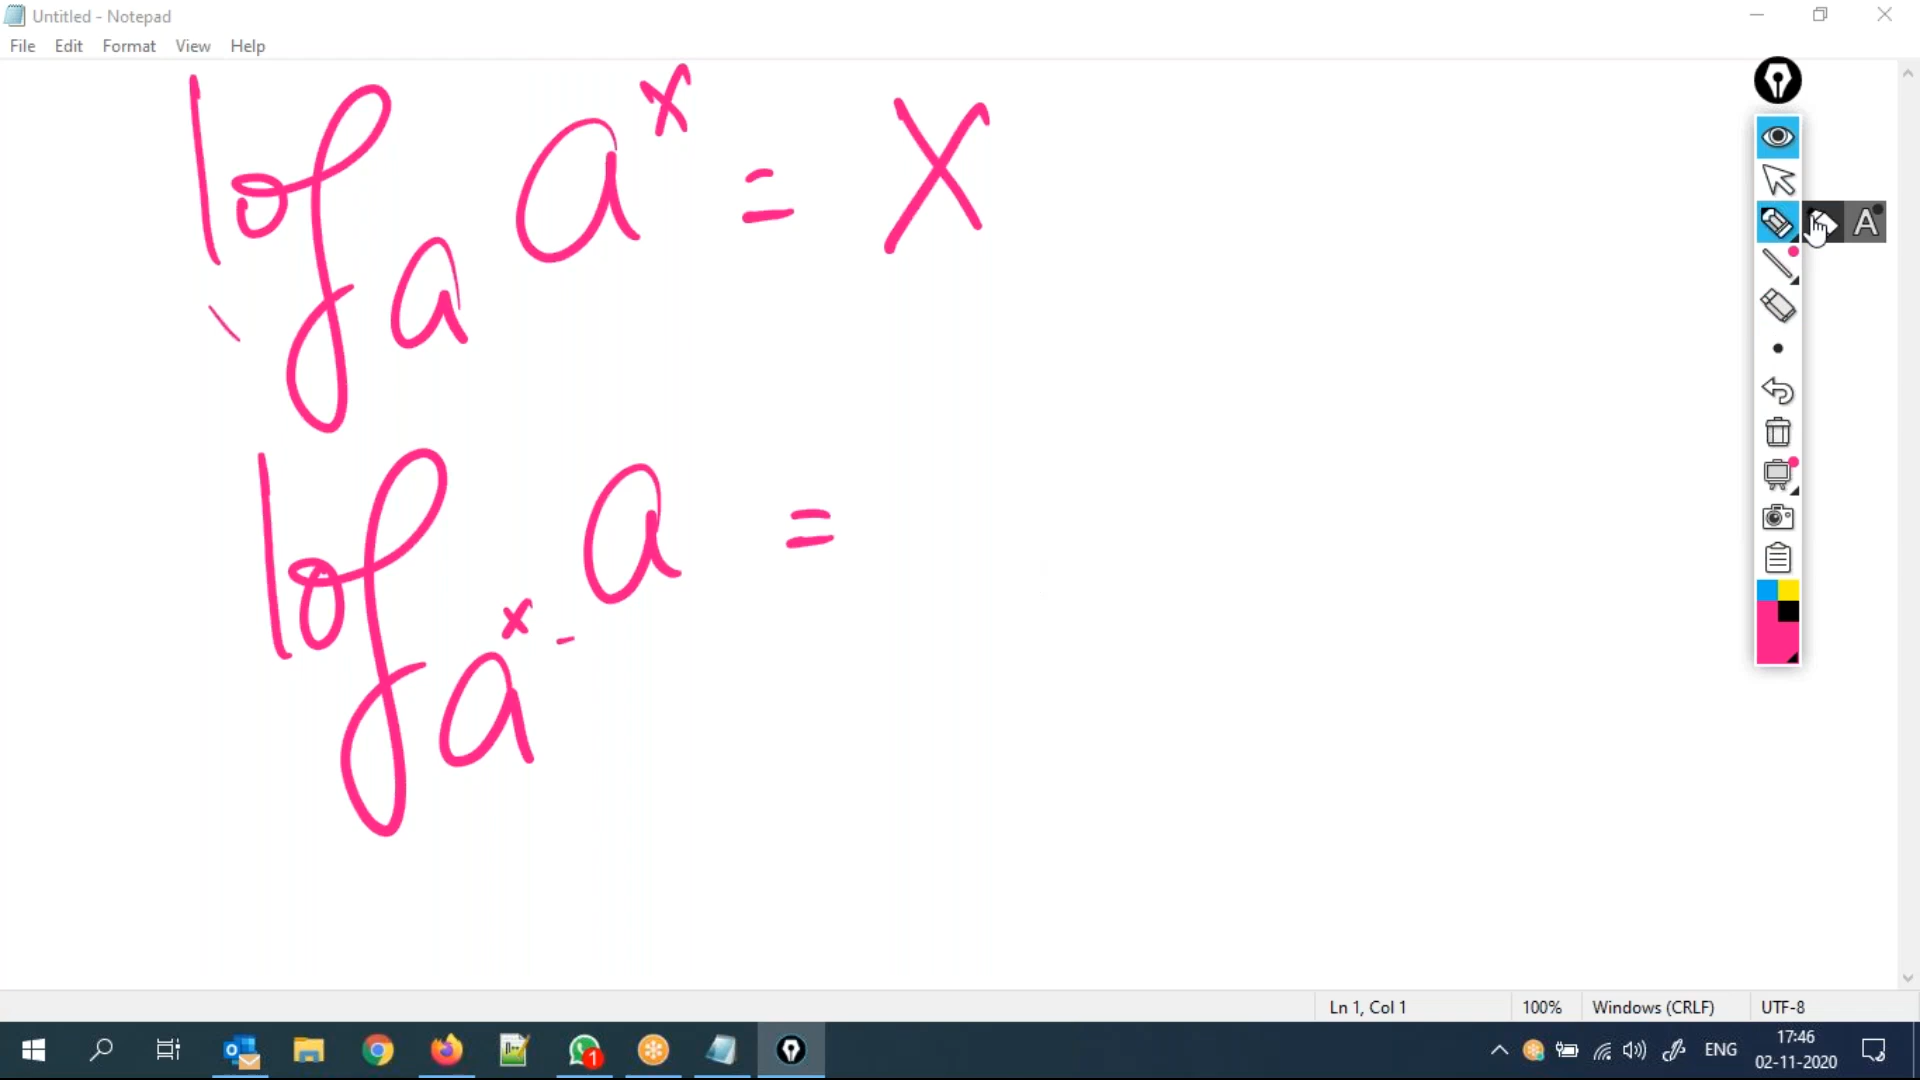 Untitled - Notepad
File Edit Format View Help
log_a a^x = x
A
log_{a^x} a =
Ln 1, Col 1 100% Windows (CRLF) UTF-8
1
ENG
17:46
02-11-2020